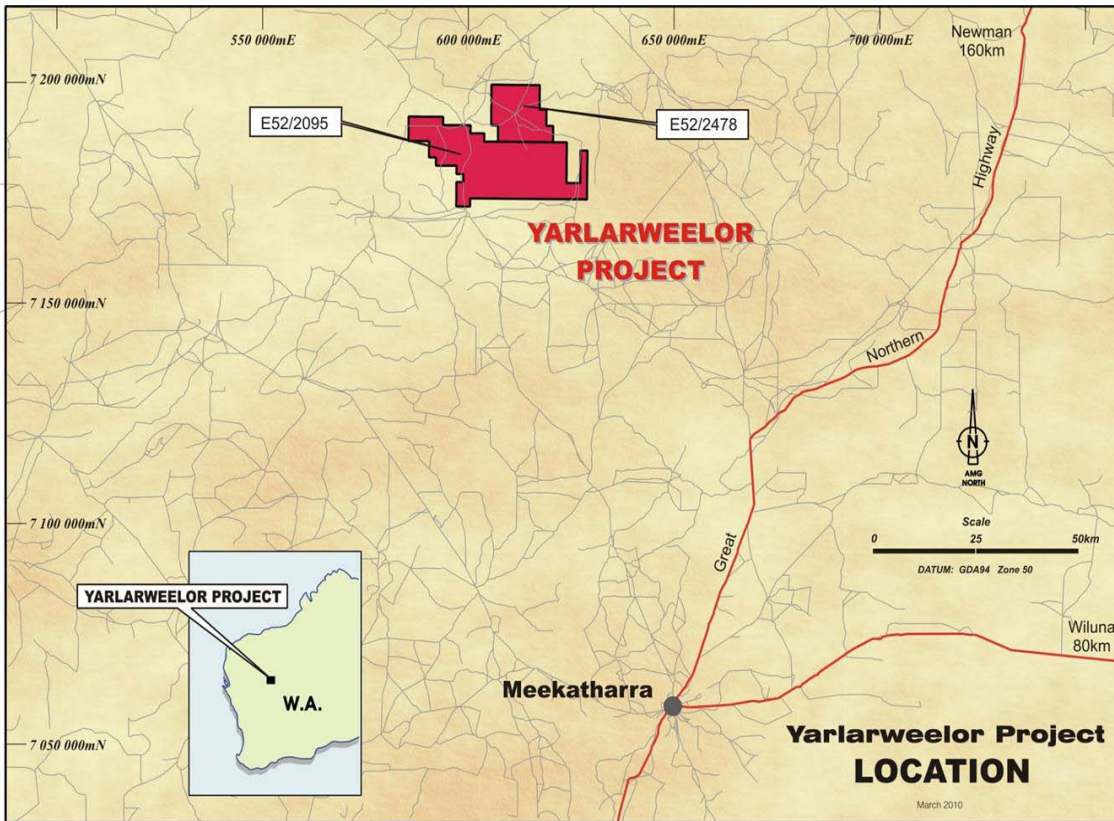 550 000mE
600 000mE
650 000mE
700 000mE
Newman
160km
7 200 000mN
E52/2095
E52/2478
Highway
YARLARWEELOR
PROJECT
7 150 000mN
Northern
N
AMG
NORTH
7 100 000mN
Scale
0 25 50km
DATUM: GDA94 Zone 50
Great
YARLARWEELOR PROJECT
W.A.
Wiluna
80km
Meekatharra
7 050 000mN
Yarlarweelor Project
LOCATION
March 2010